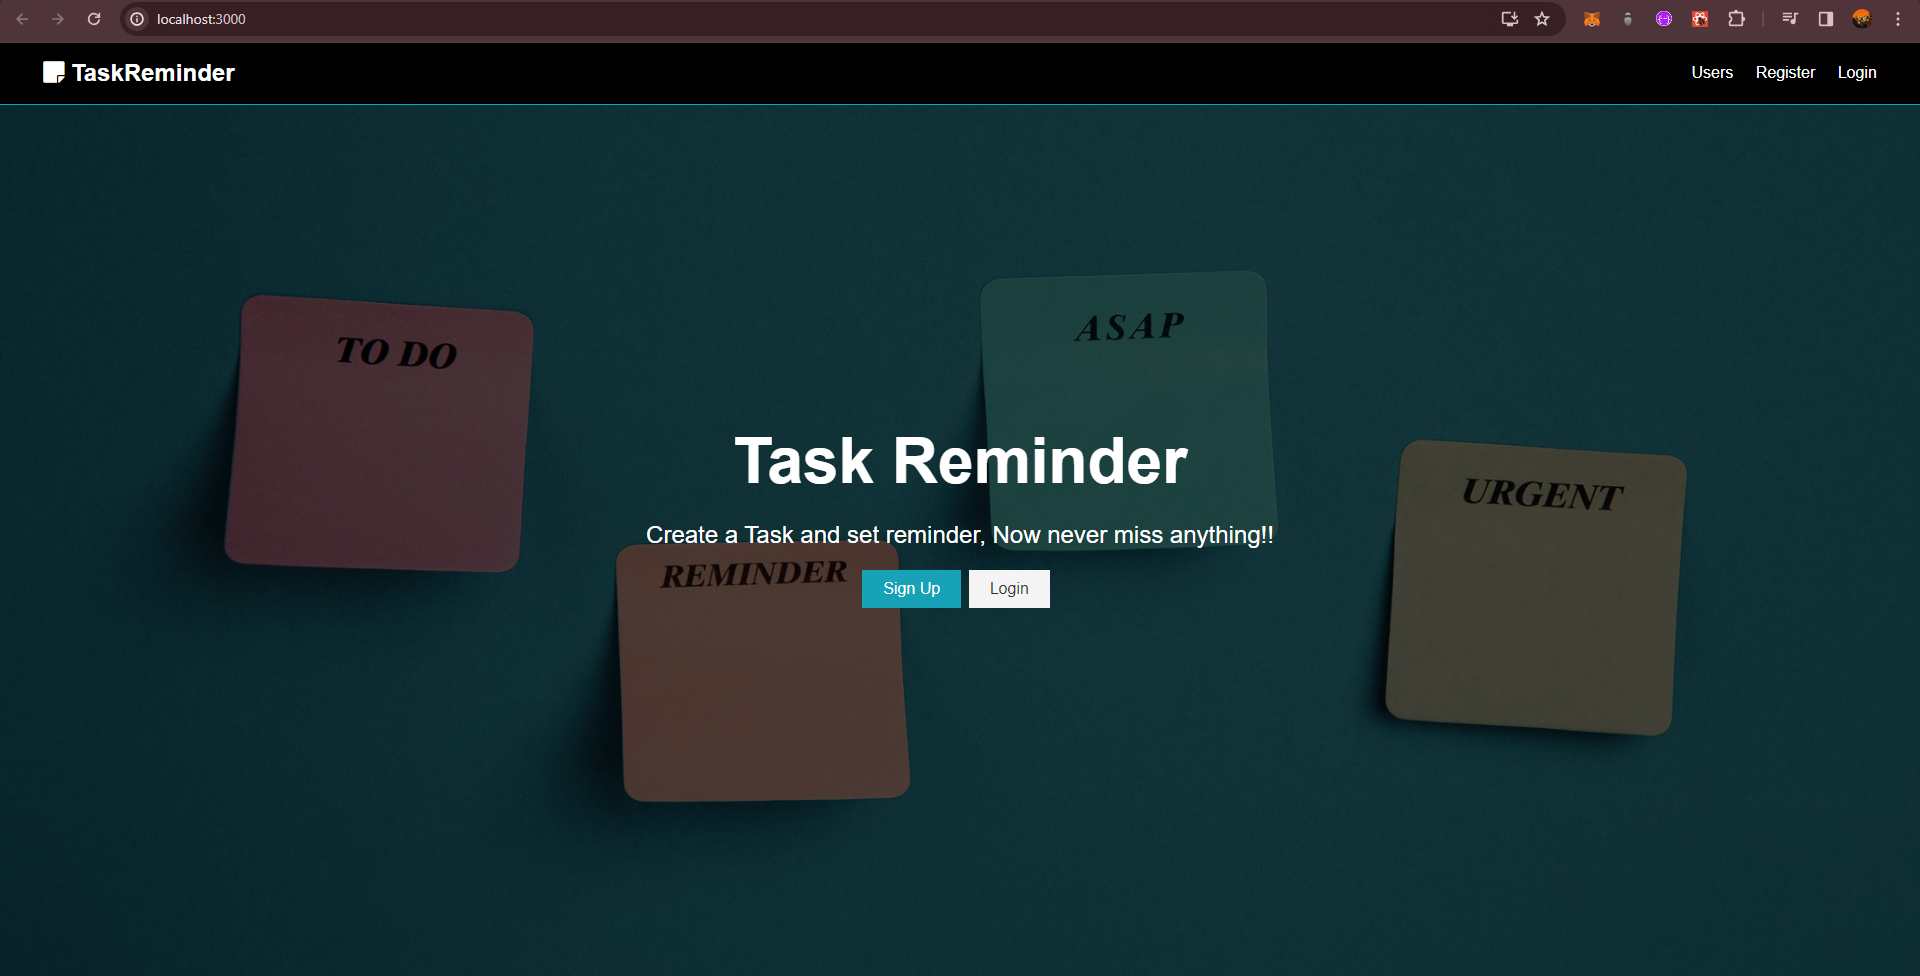 localhost:3000
TaskReminder
Users Register Login
TO DO
ASAP
Task Reminder
URGENT
Create a Task and set reminder, Now never miss anything!!
REMINDER
Sign Up Login